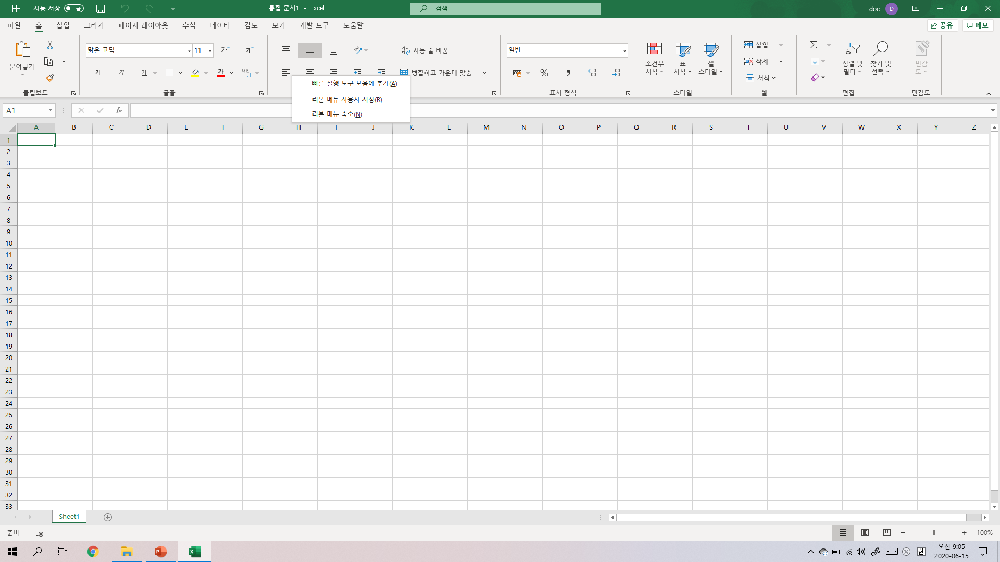 자동 저장 끔
통합 문서1 - Excel
검색
doc D
파일 홈 삽입 그리기 페이지 레이아웃 수식 데이터 검토 보기 개발 도구 도움말
공유 메모
붙여넣기
클립보드
맑은 고딕 11 가 가
가 가 가 가 내천
글꼴
가나다 자동 줄 바꿈
병합하고 가운데 맞춤
일반
% 9 .00 .00
표시 형식
조건부 서식
표 서식
셀 스타일
스타일
삽입
삭제
서식
셀
정렬 및 필터
찾기 및 선택
편집
민감도
민감도
빠른 실행 도구 모음에 추가(A)
리본 메뉴 사용자 지정(R)
리본 메뉴 축소(N)
A1 fx
A B C D E F G H I J K L M N O P Q R S T U V W X Y Z
1
2
3
4
5
6
7
8
9
10
11
12
13
14
15
16
17
18
19
20
21
22
23
24
25
26
27
28
29
30
31
32
33
Sheet1
준비
100%
한
오전 9:05
2020-06-15